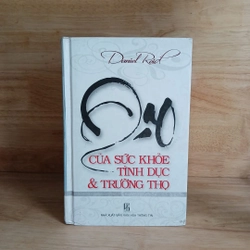 Daniel Reid
Đạo
CỦA SỨC KHỎE
TÌNH DỤC
& TRƯỜNG THỌ